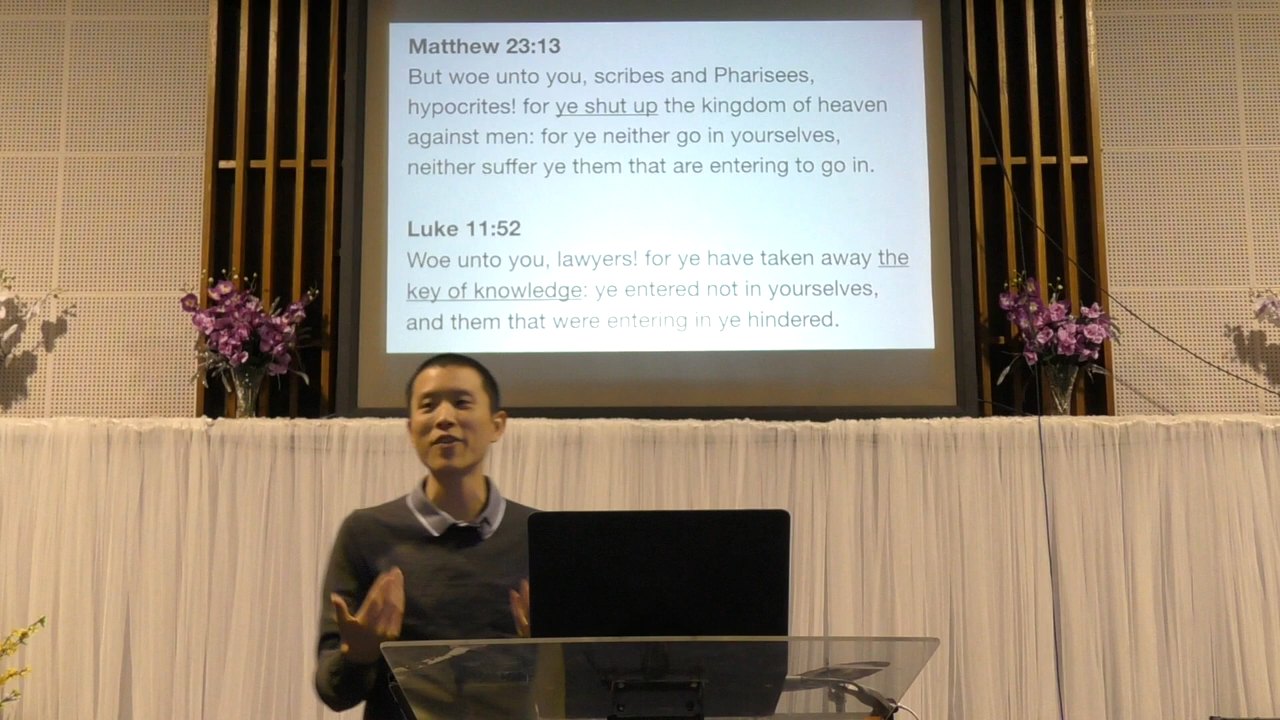 Matthew 23:13
But woe unto you, scribes and Pharisees,
hypocrites! for ye shut up the kingdom of heaven
against men: for ye neither go in yourselves,
neither suffer ye them that are entering to go in.
Luke 11:52
Woe unto you, lawyers! for ye have taken away the
key of knowledge: ye entered not in yourselves,
and them that were entering in ye hindered.